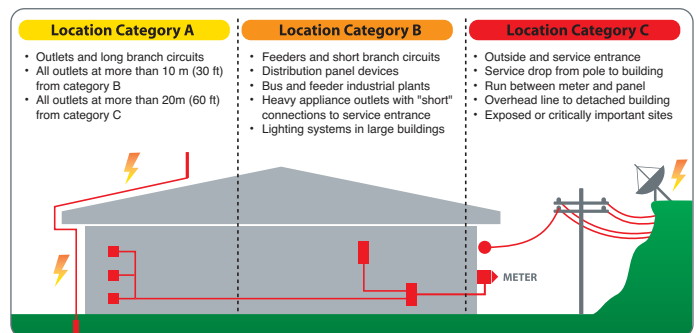 Location Category A
• Outlets and long branch circuits
• All outlets at more than 10 m (30 ft)
from category B
• All outlets at more than 20m (60 ft)
from category C
Location Category B
• Feeders and short branch circuits
• Distribution panel devices
• Bus and feeder industrial plants
• Heavy appliance outlets with "short"
connections to service entrance
• Lighting systems in large buildings
Location Category C
• Outside and service entrance
• Service drop from pole to building
• Run between meter and panel
• Overhead line to detached building
• Exposed or critically important sites
METER